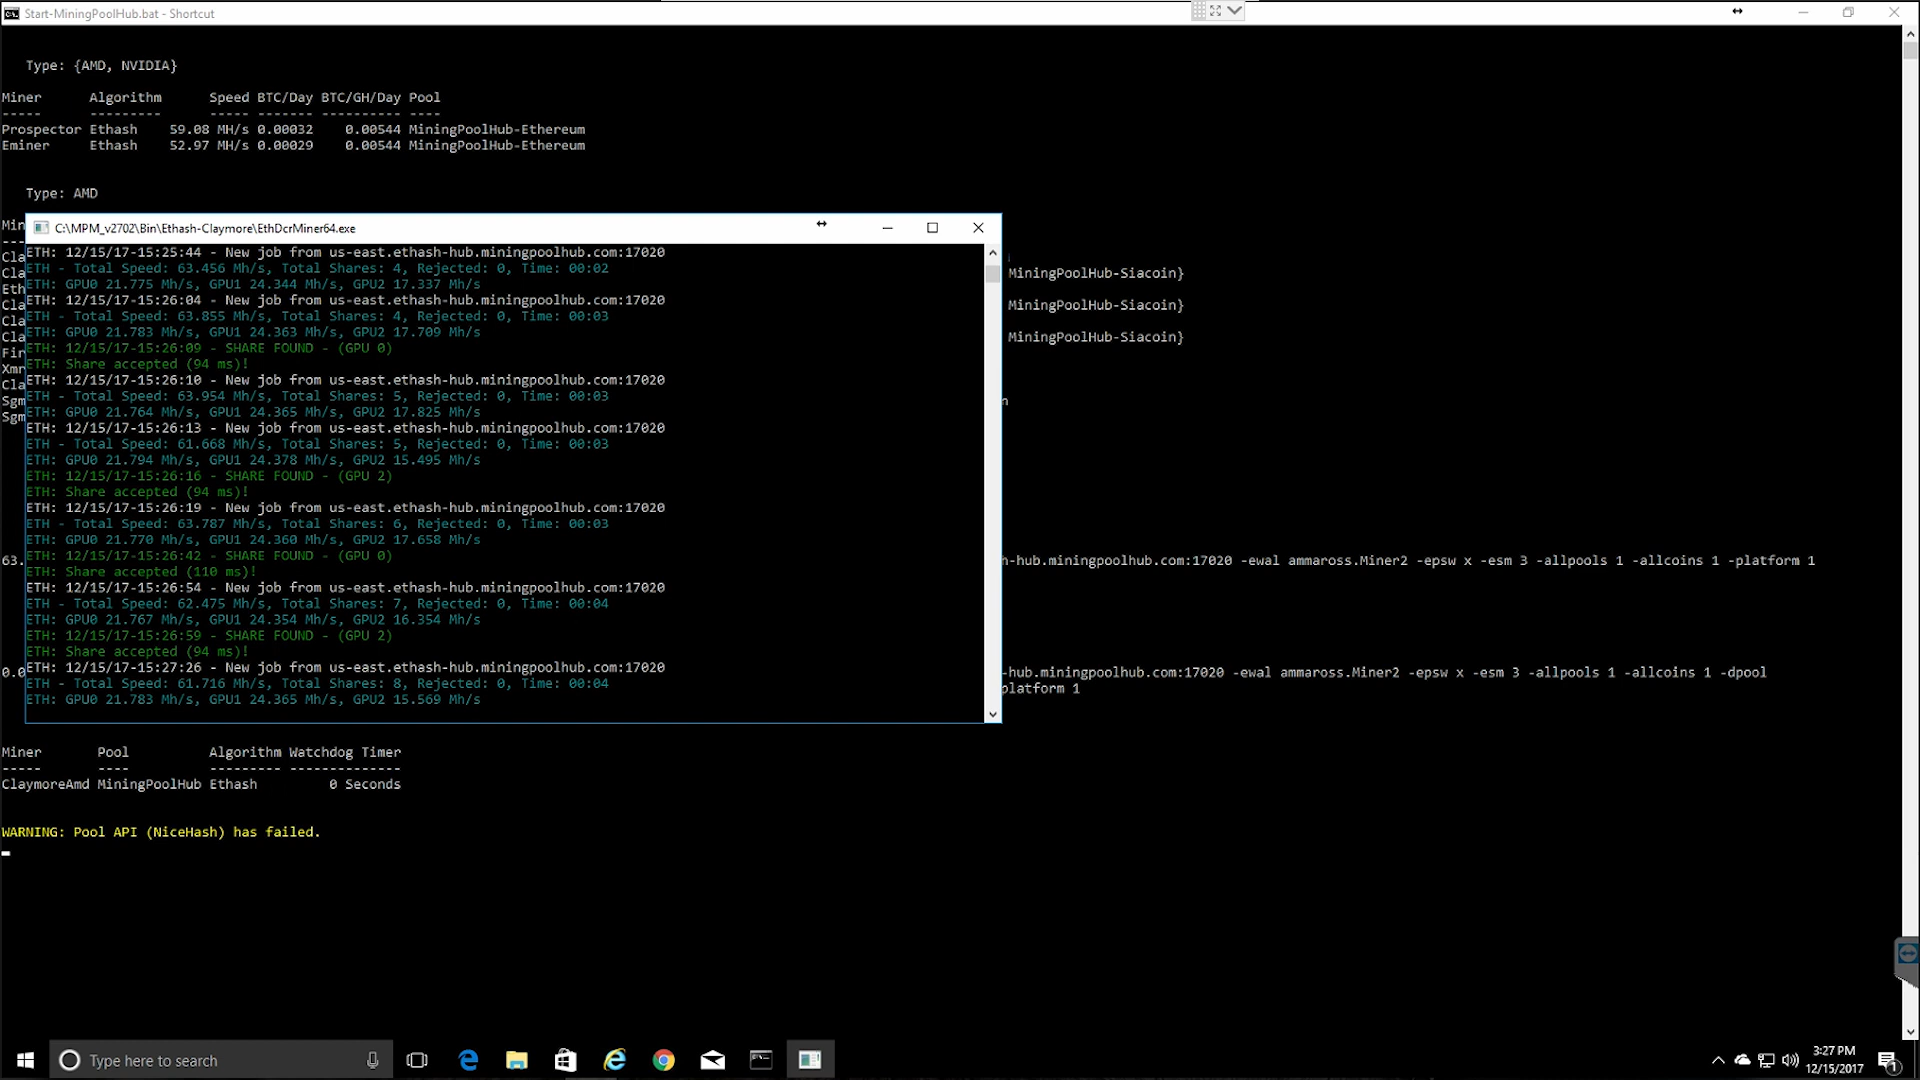 Start-MiningPoolHub.bat - Shortcut
Type: {AMD, NVIDIA}
Miner Algorithm Speed BTC/Day BTC/GH/Day Pool
----- --------- ----- ------- ---------- ----
Prospector Ethash 59.08 MH/s 0.00032 0.00544 MiningPoolHub-Ethereum
Eminer Ethash 52.97 MH/s 0.00029 0.00544 MiningPoolHub-Ethereum
Type: AMD
Min
---
Cla
Cla
Eth
Cla
Cla
Cla
Fir
Xmr
Cla
Sgm
Sgm
63.
0.0
C:\MPM_v2702\Bin\Ethash-Claymore\EthDcrMiner64.exe
ETH: 12/15/17-15:25:44 - New job from us-east.ethash-hub.miningpoolhub.com:17020
ETH - Total Speed: 63.456 Mh/s, Total Shares: 4, Rejected: 0, Time: 00:02
ETH: GPU0 21.775 Mh/s, GPU1 24.344 Mh/s, GPU2 17.337 Mh/s
ETH: 12/15/17-15:26:04 - New job from us-east.ethash-hub.miningpoolhub.com:17020
ETH - Total Speed: 63.855 Mh/s, Total Shares: 4, Rejected: 0, Time: 00:03
ETH: GPU0 21.783 Mh/s, GPU1 24.363 Mh/s, GPU2 17.709 Mh/s
ETH: 12/15/17-15:26:09 - SHARE FOUND - (GPU 0)
ETH: Share accepted (94 ms)!
ETH: 12/15/17-15:26:10 - New job from us-east.ethash-hub.miningpoolhub.com:17020
ETH - Total Speed: 63.954 Mh/s, Total Shares: 5, Rejected: 0, Time: 00:03
ETH: GPU0 21.764 Mh/s, GPU1 24.365 Mh/s, GPU2 17.825 Mh/s
ETH: 12/15/17-15:26:13 - New job from us-east.ethash-hub.miningpoolhub.com:17020
ETH - Total Speed: 61.668 Mh/s, Total Shares: 5, Rejected: 0, Time: 00:03
ETH: GPU0 21.794 Mh/s, GPU1 24.378 Mh/s, GPU2 15.495 Mh/s
ETH: 12/15/17-15:26:16 - SHARE FOUND - (GPU 2)
ETH: Share accepted (94 ms)!
ETH: 12/15/17-15:26:19 - New job from us-east.ethash-hub.miningpoolhub.com:17020
ETH - Total Speed: 63.787 Mh/s, Total Shares: 6, Rejected: 0, Time: 00:03
ETH: GPU0 21.770 Mh/s, GPU1 24.360 Mh/s, GPU2 17.658 Mh/s
ETH: 12/15/17-15:26:42 - SHARE FOUND - (GPU 0)
ETH: Share accepted (110 ms)!
ETH: 12/15/17-15:26:54 - New job from us-east.ethash-hub.miningpoolhub.com:17020
ETH - Total Speed: 62.475 Mh/s, Total Shares: 7, Rejected: 0, Time: 00:04
ETH: GPU0 21.767 Mh/s, GPU1 24.354 Mh/s, GPU2 16.354 Mh/s
ETH: 12/15/17-15:26:59 - SHARE FOUND - (GPU 2)
ETH: Share accepted (94 ms)!
ETH: 12/15/17-15:27:26 - New job from us-east.ethash-hub.miningpoolhub.com:17020
ETH - Total Speed: 61.716 Mh/s, Total Shares: 8, Rejected: 0, Time: 00:04
ETH: GPU0 21.783 Mh/s, GPU1 24.365 Mh/s, GPU2 15.569 Mh/s
MiningPoolHub-Siacoin}
MiningPoolHub-Siacoin}
MiningPoolHub-Siacoin}
n
h-hub.miningpoolhub.com:17020 -ewal ammaross.Miner2 -epsw x -esm 3 -allpools 1 -allcoins 1 -platform 1
-hub.miningpoolhub.com:17020 -ewal ammaross.Miner2 -epsw x -esm 3 -allpools 1 -allcoins 1 -dpool
platform 1
Miner Pool Algorithm Watchdog Timer
----- ---- --------- --------------
ClaymoreAmd MiningPoolHub Ethash 0 Seconds
WARNING: Pool API (NiceHash) has failed.
Type here to search
3:27 PM
12/15/2017
1